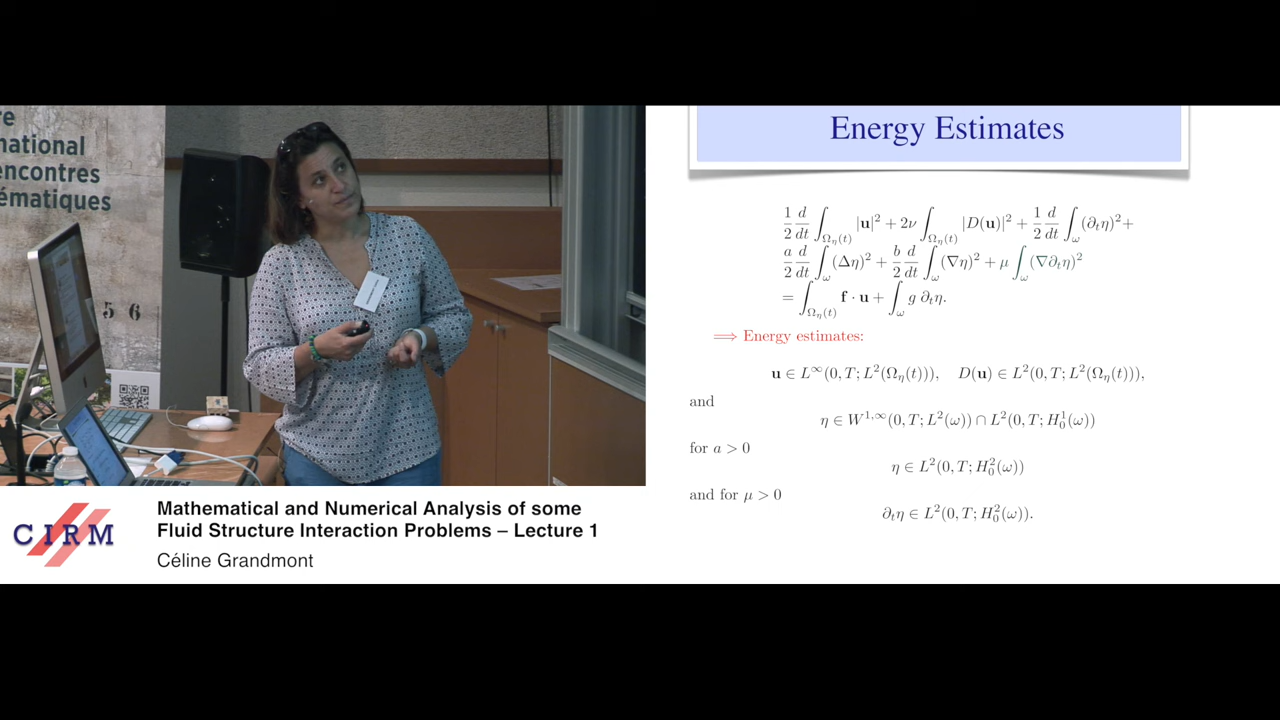 re
national
encontres
ématiques
5 6
Energy Estimates
$\frac{1}{2}\frac{d}{dt}\int_{\Omega_\eta(t)}|\mathbf{u}|^2 + 2\nu\int_{\Omega_\eta(t)}|D(\mathbf{u})|^2 + \frac{1}{2}\frac{d}{dt}\int_\omega(\partial_t\eta)^2+$
$\frac{a}{2}\frac{d}{dt}\int_\omega(\Delta\eta)^2 + \frac{b}{2}\frac{d}{dt}\int_\omega(\nabla\eta)^2 + \mu\int_\omega(\nabla\partial_t\eta)^2$
$= \int_{\Omega_\eta(t)}\mathbf{f}\cdot\mathbf{u} + \int_\omega g\,\partial_t\eta.$
⟹ Energy estimates:
$\mathbf{u} \in L^\infty(0,T;L^2(\Omega_\eta(t))), \quad D(\mathbf{u}) \in L^2(0,T;L^2(\Omega_\eta(t))),$
and
$\eta \in W^{1,\infty}(0,T;L^2(\omega)) \cap L^2(0,T;H^1_0(\omega))$
for $a > 0$
$\eta \in L^2(0,T;H^2_0(\omega))$
and for $\mu > 0$
$\partial_t\eta \in L^2(0,T;H^2_0(\omega)).$
CIRM
Mathematical and Numerical Analysis of some
Fluid Structure Interaction Problems – Lecture 1
Céline Grandmont